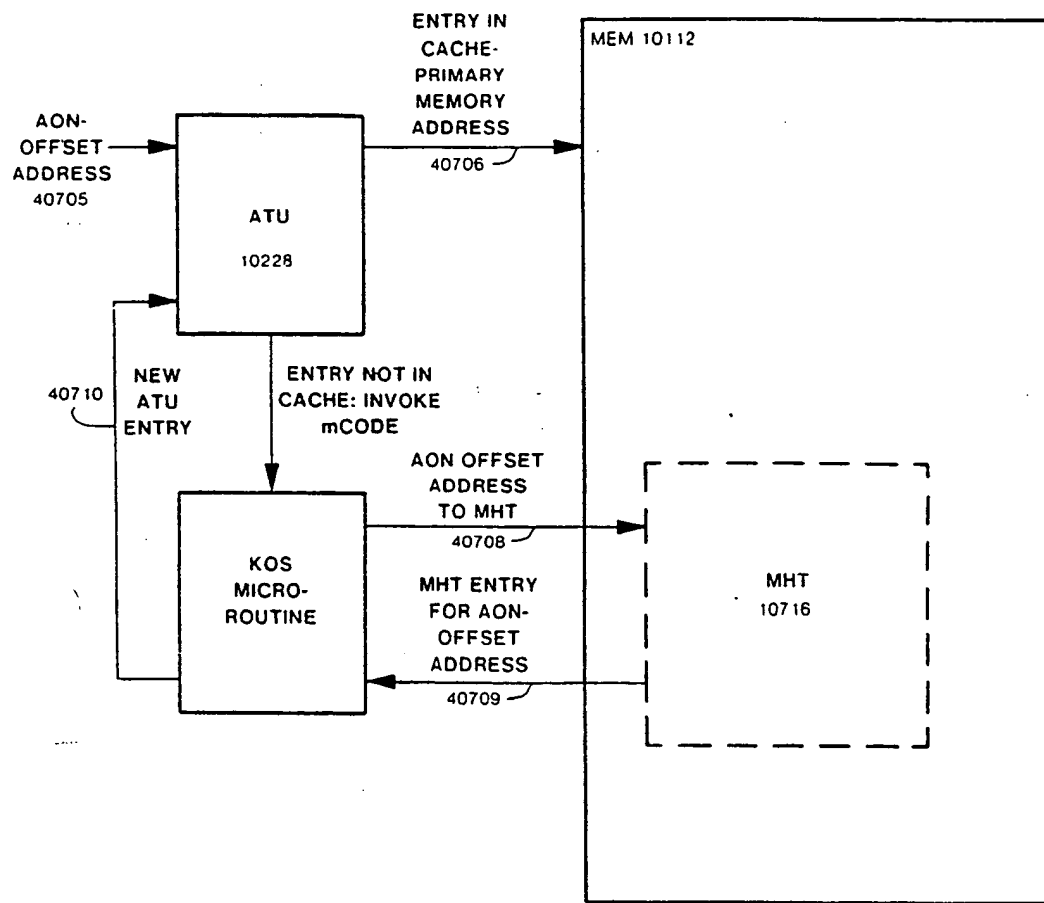 ENTRY IN
CACHE-
PRIMARY
MEMORY
ADDRESS
40706
MEM 10112
AON-
OFFSET
ADDRESS
40705
ATU
10228
40710
NEW
ATU
ENTRY
ENTRY NOT IN
CACHE: INVOKE
mCODE
AON OFFSET
ADDRESS
TO MHT
40708
KOS
MICRO-
ROUTINE
MHT ENTRY
FOR AON-
OFFSET
ADDRESS
40709
MHT
10716